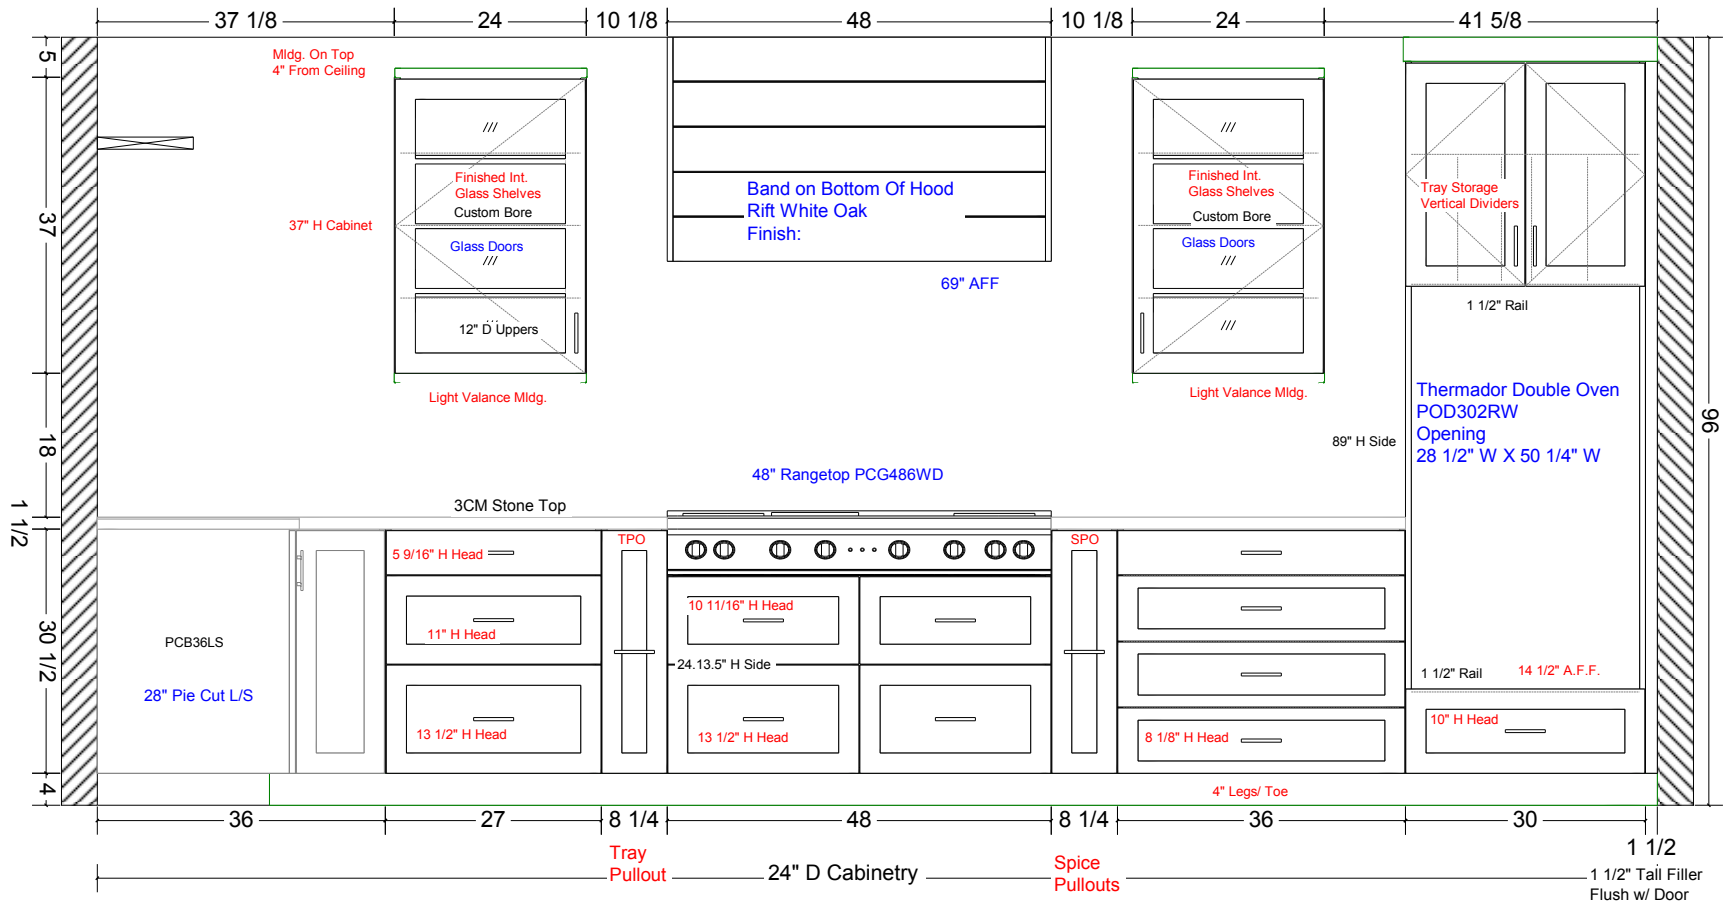 37 1/8
24
10 1/8
48
10 1/8
24
41 5/8
5
37
18
1 1/2
30 1/2
4
96
Mldg. On Top
4" From Ceiling
37" H Cabinet
///
Finished Int.
Glass Shelves
Custom Bore
Glass Doors
///
12" D Uppers
Light Valance Mldg.
Band on Bottom Of Hood
Rift White Oak
Finish:
69" AFF
///
Finished Int.
Glass Shelves
Custom Bore
Glass Doors
///
///
Light Valance Mldg.
Tray Storage
Vertical Dividers
1 1/2" Rail
Thermador Double Oven
POD302RW
Opening
28 1/2" W X 50 1/4" W
89" H Side
48" Rangetop PCG486WD
3CM Stone Top
5 9/16" H Head
TPO
SPO
10 11/16" H Head
11" H Head
PCB36LS
24.13.5" H Side
1 1/2" Rail
14 1/2" A.F.F.
28" Pie Cut L/S
13 1/2" H Head
13 1/2" H Head
8 1/8" H Head
10" H Head
4" Legs/ Toe
36
27
8 1/4
48
8 1/4
36
30
1 1/2
Tray
Pullout
24" D Cabinetry
Spice
Pullouts
1 1/2" Tall Filler
Flush w/ Door